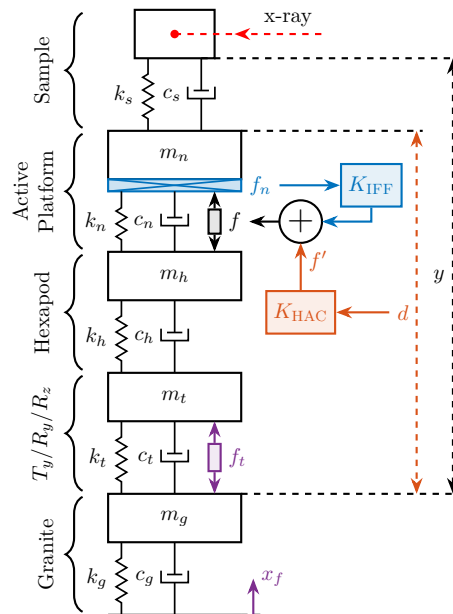 x-ray
Sample
k_s
c_s
Active
Platform
m_n
f_n
K_IFF
k_n
c_n
f
+
y
Hexapod
m_h
f'
K_HAC
d
k_h
c_h
T_y/R_y/R_z
m_t
k_t
c_t
f_t
Granite
m_g
k_g
c_g
x_f